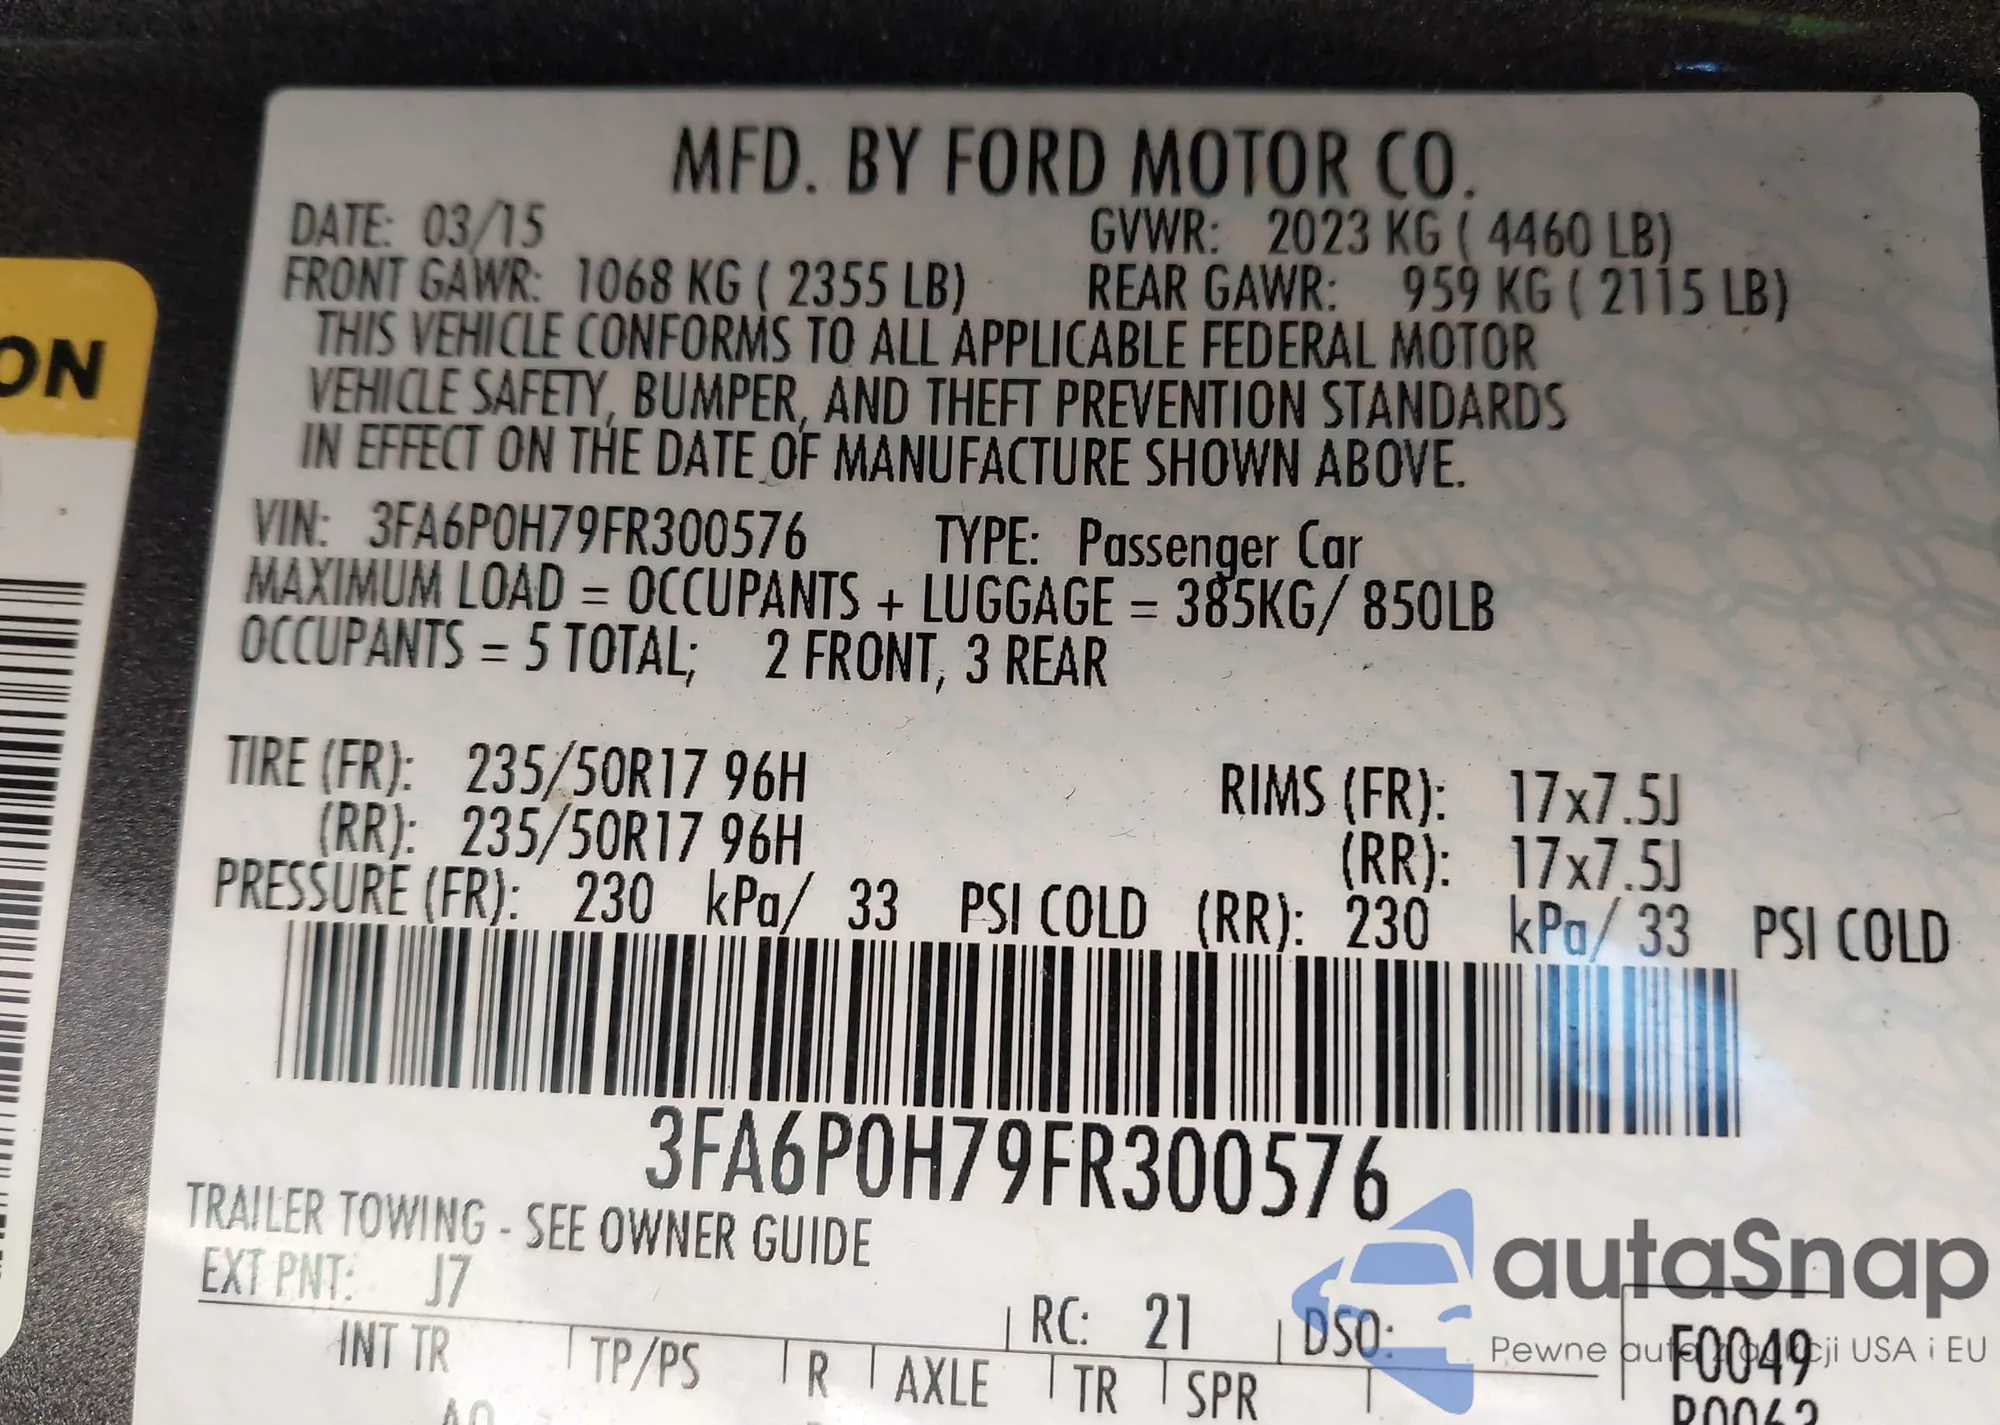 MFD. BY FORD MOTOR CO.
DATE: 03/15 GVWR: 2023 KG ( 4460 LB)
FRONT GAWR: 1068 KG ( 2355 LB) REAR GAWR: 959 KG ( 2115 LB)
THIS VEHICLE CONFORMS TO ALL APPLICABLE FEDERAL MOTOR
VEHICLE SAFETY, BUMPER, AND THEFT PREVENTION STANDARDS
IN EFFECT ON THE DATE OF MANUFACTURE SHOWN ABOVE.
VIN: 3FA6P0H79FR300576 TYPE: Passenger Car
MAXIMUM LOAD = OCCUPANTS + LUGGAGE = 385KG/ 850LB
OCCUPANTS = 5 TOTAL; 2 FRONT, 3 REAR
TIRE (FR): 235/50R17 96H RIMS (FR): 17x7.5J
(RR): 235/50R17 96H (RR): 17x7.5J
PRESSURE (FR): 230 kPa/ 33 PSI COLD (RR): 230 kPa/ 33 PSI COLD
3FA6P0H79FR300576
TRAILER TOWING - SEE OWNER GUIDE
EXT PNT: J7 RC: 21 DSO:
F0049
INT TR TP/PS R AXLE TR SPR
ON
autaSnap
Pewne auta z aukcji USA i EU